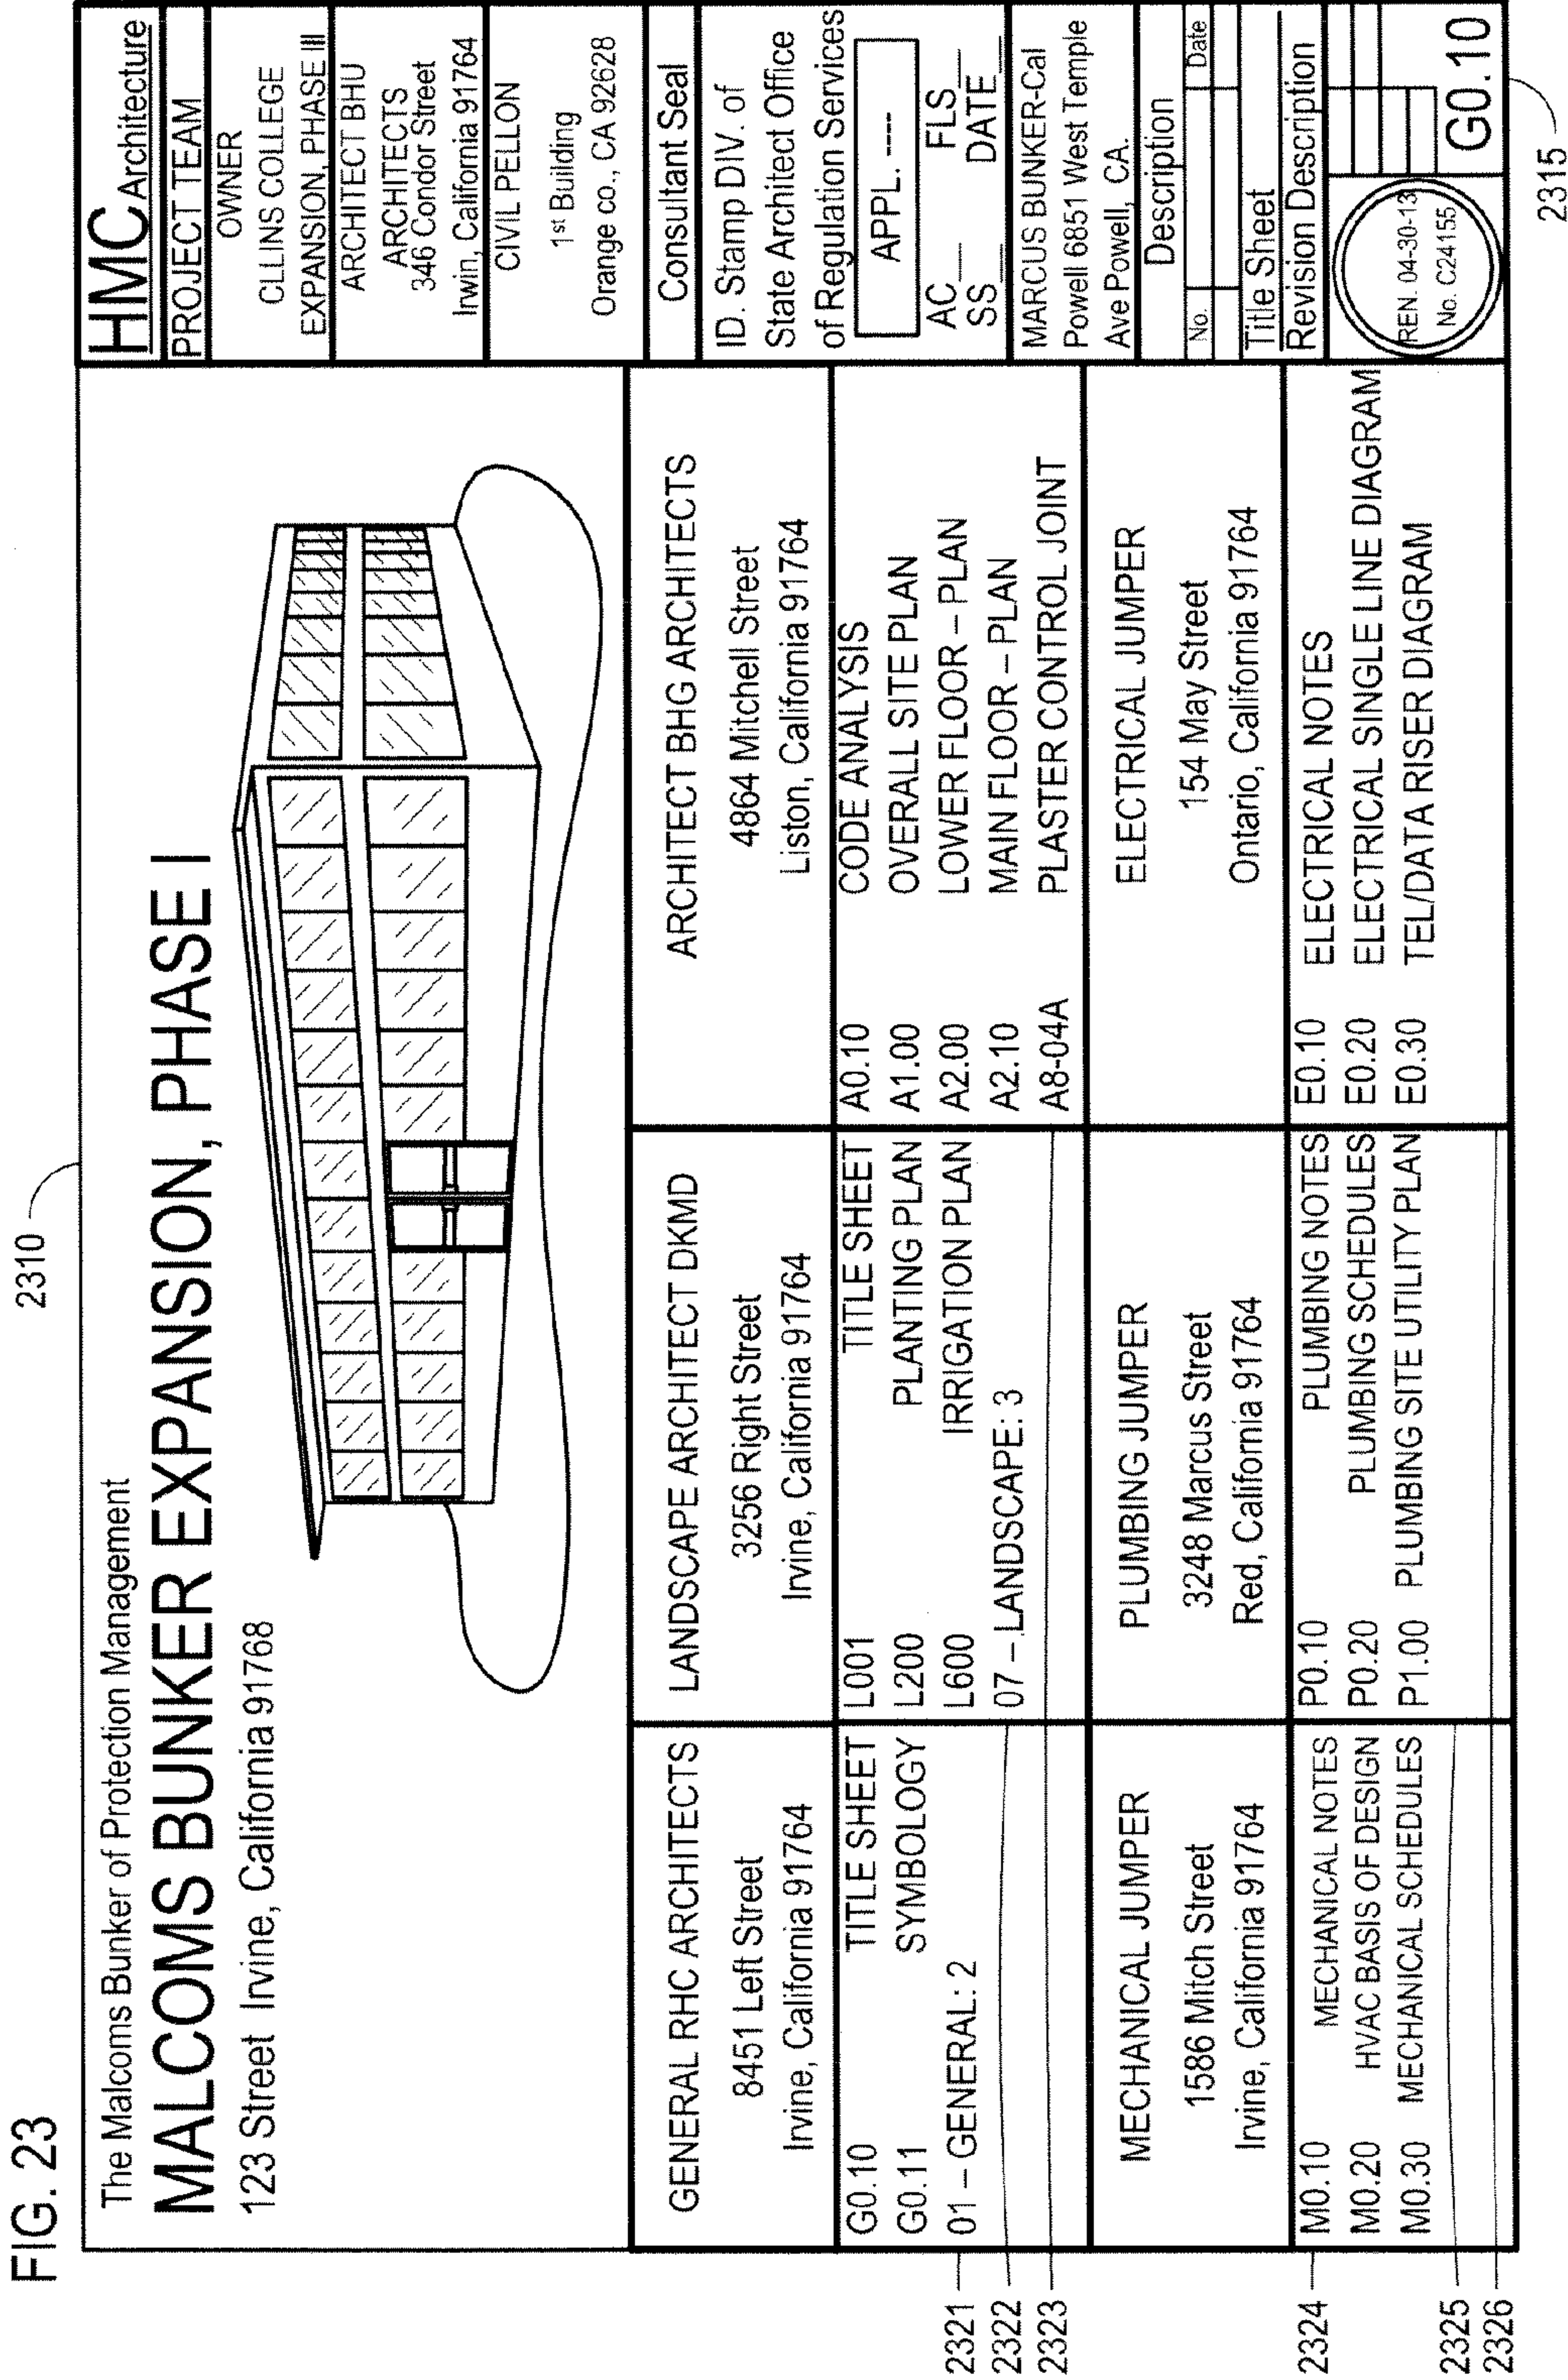 FIG. 23
2310
The Malcoms Bunker of Protection Management
MALCOMS BUNKER EXPANSION, PHASE I
123 Street Irvine, California 91768
GENERAL RHC ARCHITECTS
8451 Left Street
Irvine, California 91764
G0.10 TITLE SHEET
G0.11 SYMBOLOGY
01 – GENERAL: 2
LANDSCAPE ARCHITECT DKMD
3256 Right Street
Irvine, California 91764
L001 TITLE SHEET
L200 PLANTING PLAN
L600 IRRIGATION PLAN
07 – LANDSCAPE: 3
ARCHITECT BHG ARCHITECTS
4864 Mitchell Street
Liston, California 91764
A0.10 CODE ANALYSIS
A1.00 OVERALL SITE PLAN
A2.00 LOWER FLOOR – PLAN
A2.10 MAIN FLOOR – PLAN
A8-04A PLASTER CONTROL JOINT
MECHANICAL JUMPER
1586 Mitch Street
Irvine, California 91764
M0.10 MECHANICAL NOTES
M0.20 HVAC BASIS OF DESIGN
M0.30 MECHANICAL SCHEDULES
PLUMBING JUMPER
3248 Marcus Street
Red, California 91764
P0.10 PLUMBING NOTES
P0.20 PLUMBING SCHEDULES
P1.00 PLUMBING SITE UTILITY PLAN
ELECTRICAL JUMPER
154 May Street
Ontario, California 91764
E0.10 ELECTRICAL NOTES
E0.20 ELECTRICAL SINGLE LINE DIAGRAM
E0.30 TEL/DATA RISER DIAGRAM
HMC Architecture
PROJECT TEAM
OWNER
CLLINS COLLEGE
EXPANSION, PHASE III
ARCHITECT BHU
ARCHITECTS
346 Condor Street
Irwin, California 91764
CIVIL PELLON
1st Building
Orange co., CA 92628
Consultant Seal
ID. Stamp DIV. of
State Architect Office
of Regulation Services
APPL. ----
AC__ FLS__
SS__ DATE__
MARCUS BUNKER-Cal
Powell 6851 West Temple
Ave Powell, CA.
Description
No. Date
Title Sheet
Revision Description
REN. 04-30-13
No. C24155
G0.10
2315
2321
2322
2323
2324
2325
2326